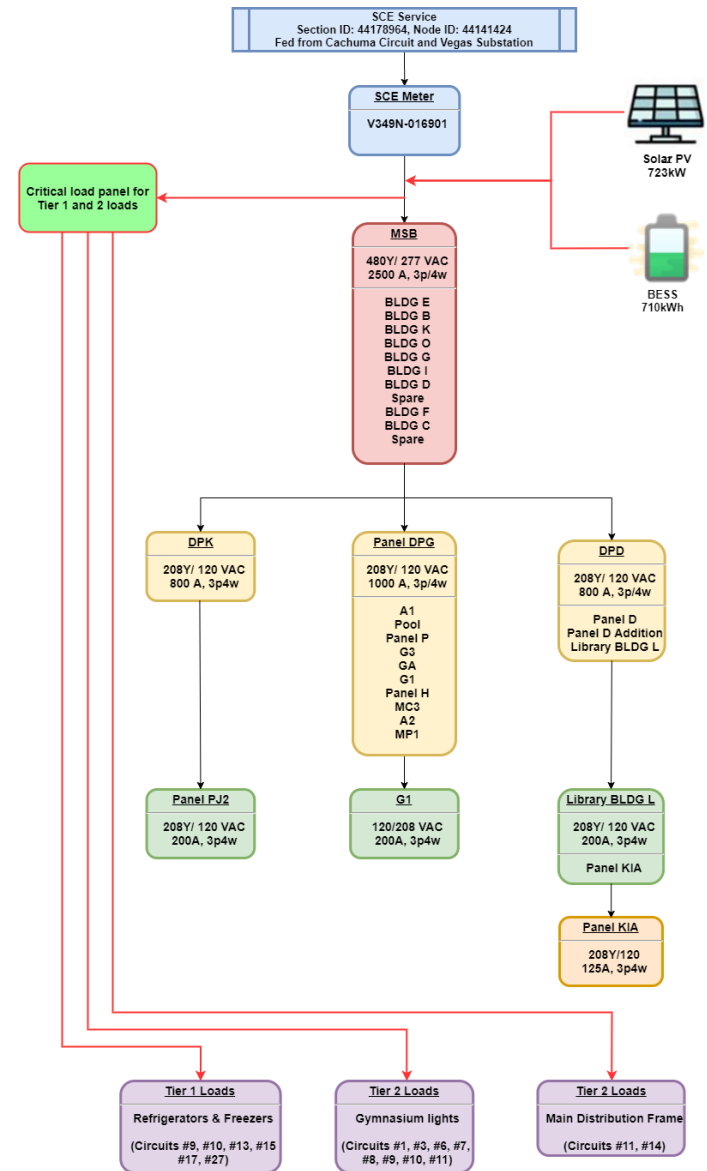 SCE Service
Section ID: 44178964, Node ID: 44141424
Fed from Cachuma Circuit and Vegas Substation
SCE Meter
V349N-016901
Solar PV
723kW
Critical load panel for
Tier 1 and 2 loads
BESS
710kWh
MSB
480Y/ 277 VAC
2500 A, 3p/4w
BLDG E
BLDG B
BLDG K
BLDG O
BLDG G
BLDG I
BLDG D
Spare
BLDG F
BLDG C
Spare
DPK
208Y/ 120 VAC
800 A, 3p4w
Panel DPG
208Y/ 120 VAC
1000 A, 3p/4w
A1
Pool
Panel P
G3
GA
G1
Panel H
MC3
A2
MP1
DPD
208Y/ 120 VAC
800 A, 3p/4w
Panel D
Panel D Addition
Library BLDG L
Panel PJ2
208Y/ 120 VAC
200A, 3p4w
G1
120/208 VAC
200A, 3p4w
Library BLDG L
208Y/ 120 VAC
200A, 3p4w
Panel KIA
Panel KIA
208Y/120
125A, 3p4w
Tier 1 Loads
Refrigerators & Freezers
(Circuits #9, #10, #13, #15
#17, #27)
Tier 2 Loads
Gymnasium lights
(Circuits #1, #3, #6, #7,
#8, #9, #10, #11)
Tier 2 Loads
Main Distribution Frame
(Circuits #11, #14)